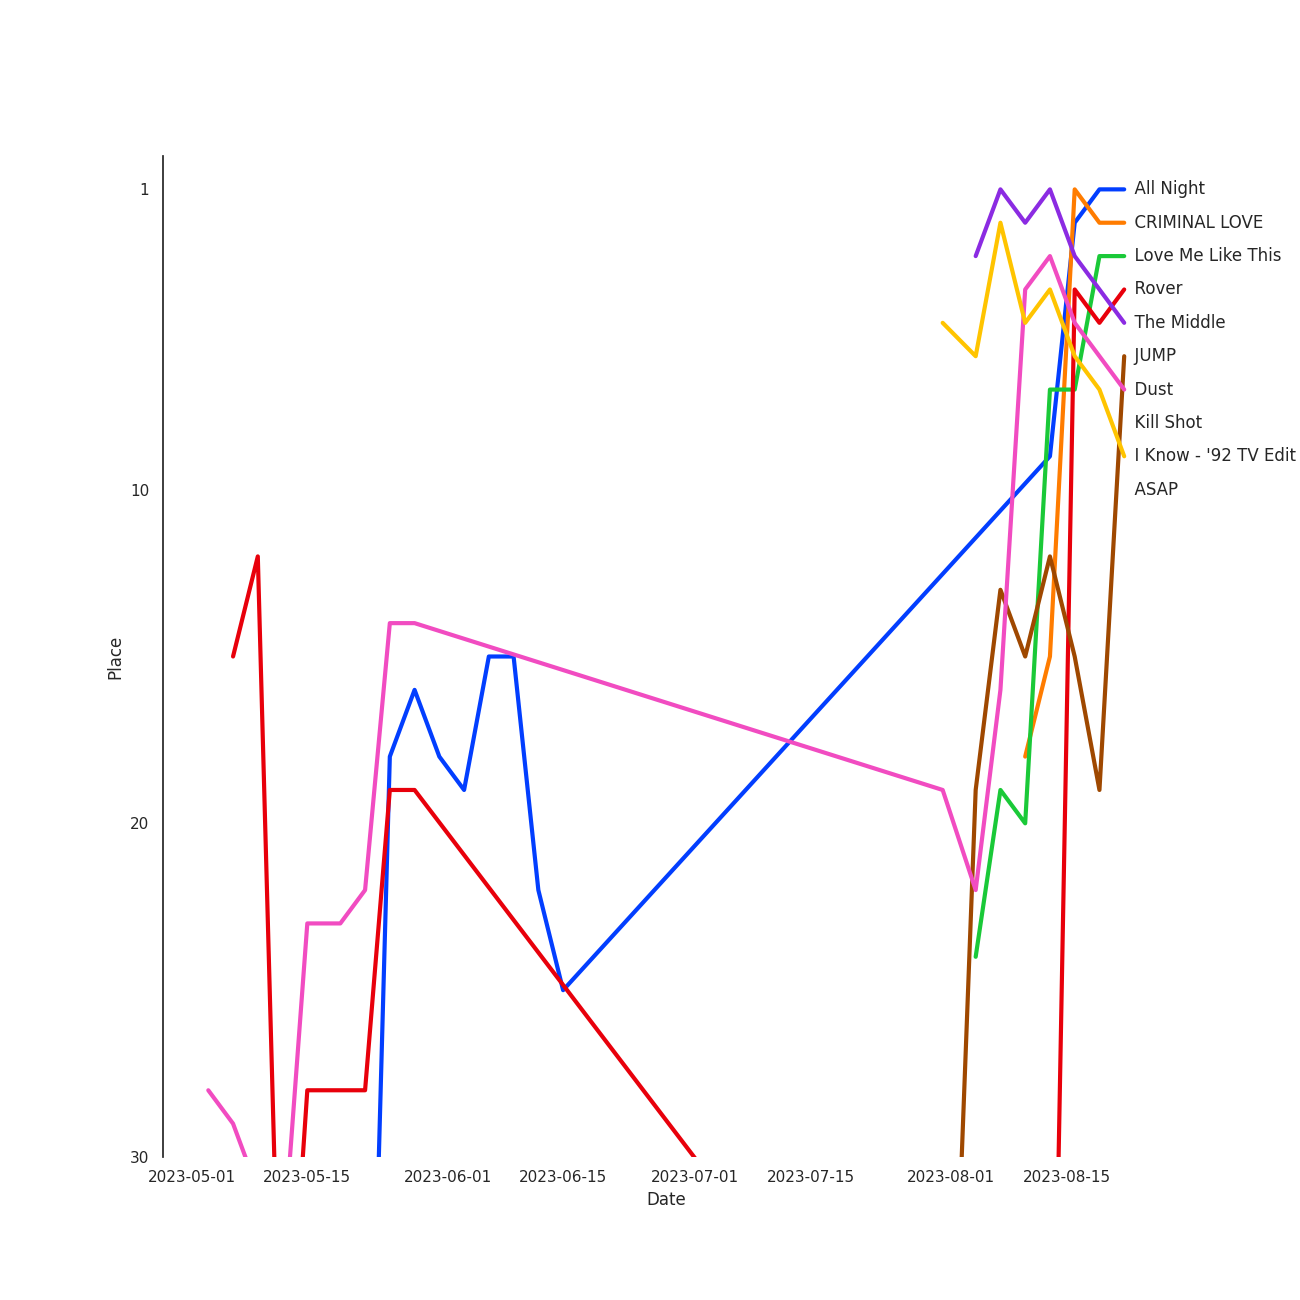 1
10
20
30
Place
2023-05-01
2023-05-15
2023-06-01
2023-06-15
2023-07-01
2023-07-15
2023-08-01
2023-08-15
Date
All Night
CRIMINAL LOVE
Love Me Like This
Rover
The Middle
JUMP
Dust
Kill Shot
I Know - '92 TV Edit
ASAP